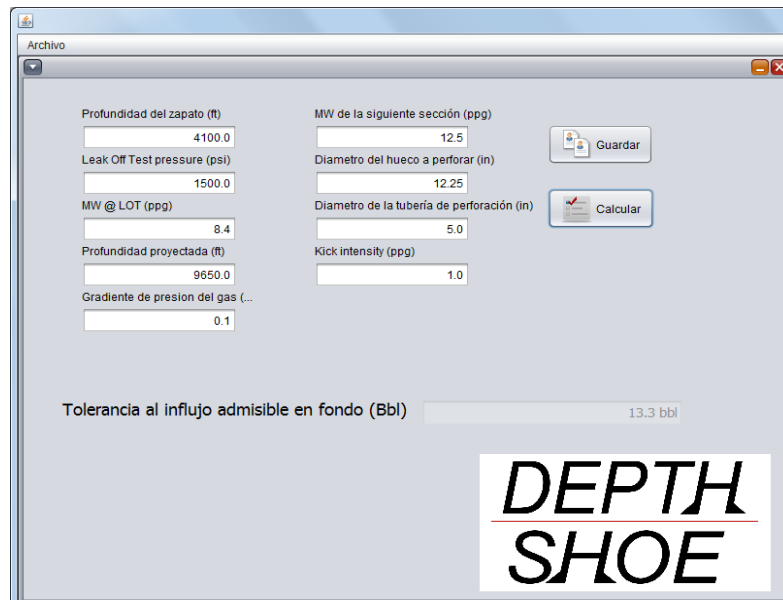 Archivo
Profundidad del zapato (ft)
4100.0
Leak Off Test pressure (psi)
1500.0
MW @ LOT (ppg)
8.4
Profundidad proyectada (ft)
9650.0
Gradiente de presion del gas (...
0.1
MW de la siguiente sección (ppg)
12.5
Diametro del hueco a perforar (in)
12.25
Diametro de la tubería de perforación (in)
5.0
Kick intensity (ppg)
1.0
Guardar
Calcular
Tolerancia al influjo admisible en fondo (Bbl)
13.3 bbl
DEPTH
SHOE